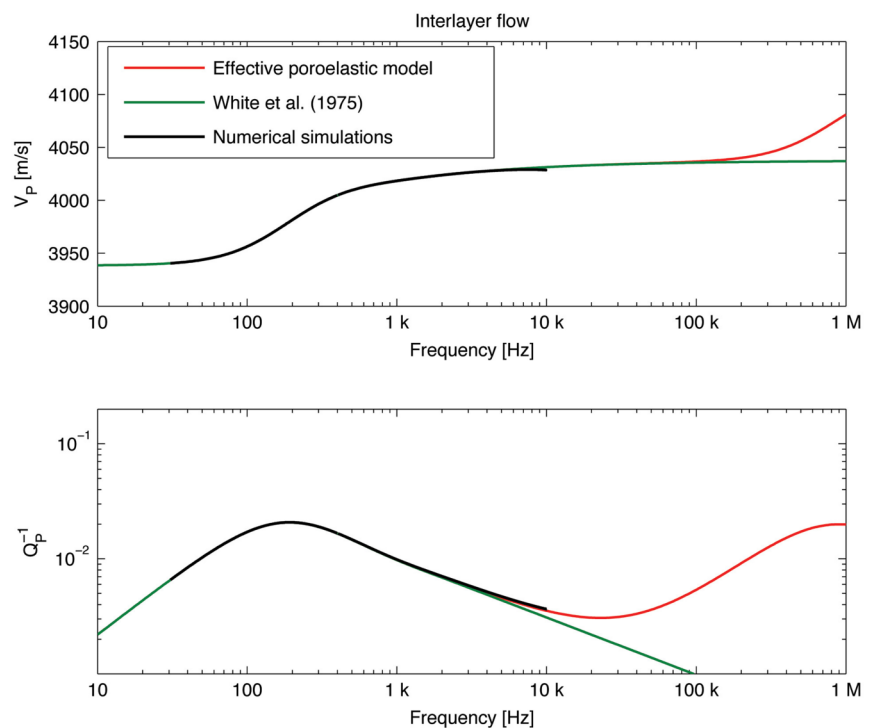 Interlayer flow
4150
4100
4050
4000
3950
3900
V_P [m/s]
Effective poroelastic model
White et al. (1975)
Numerical simulations
10 100 1 k 10 k 100 k 1 M
Frequency [Hz]
10^-1
10^-2
Q_P^-1
10 100 1 k 10 k 100 k 1 M
Frequency [Hz]